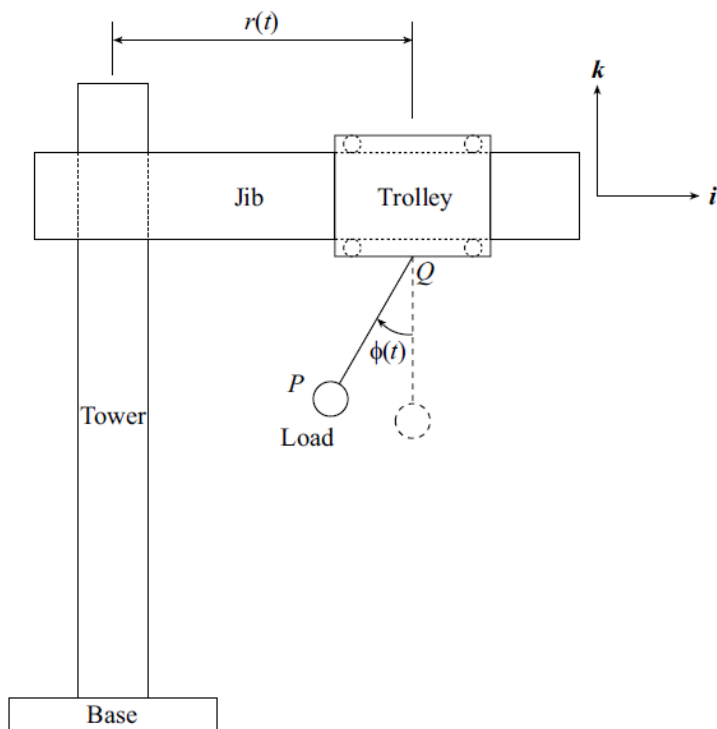 r(t)
k
Jib
Trolley
i
Q
ϕ(t)
P
Tower
Load
Base